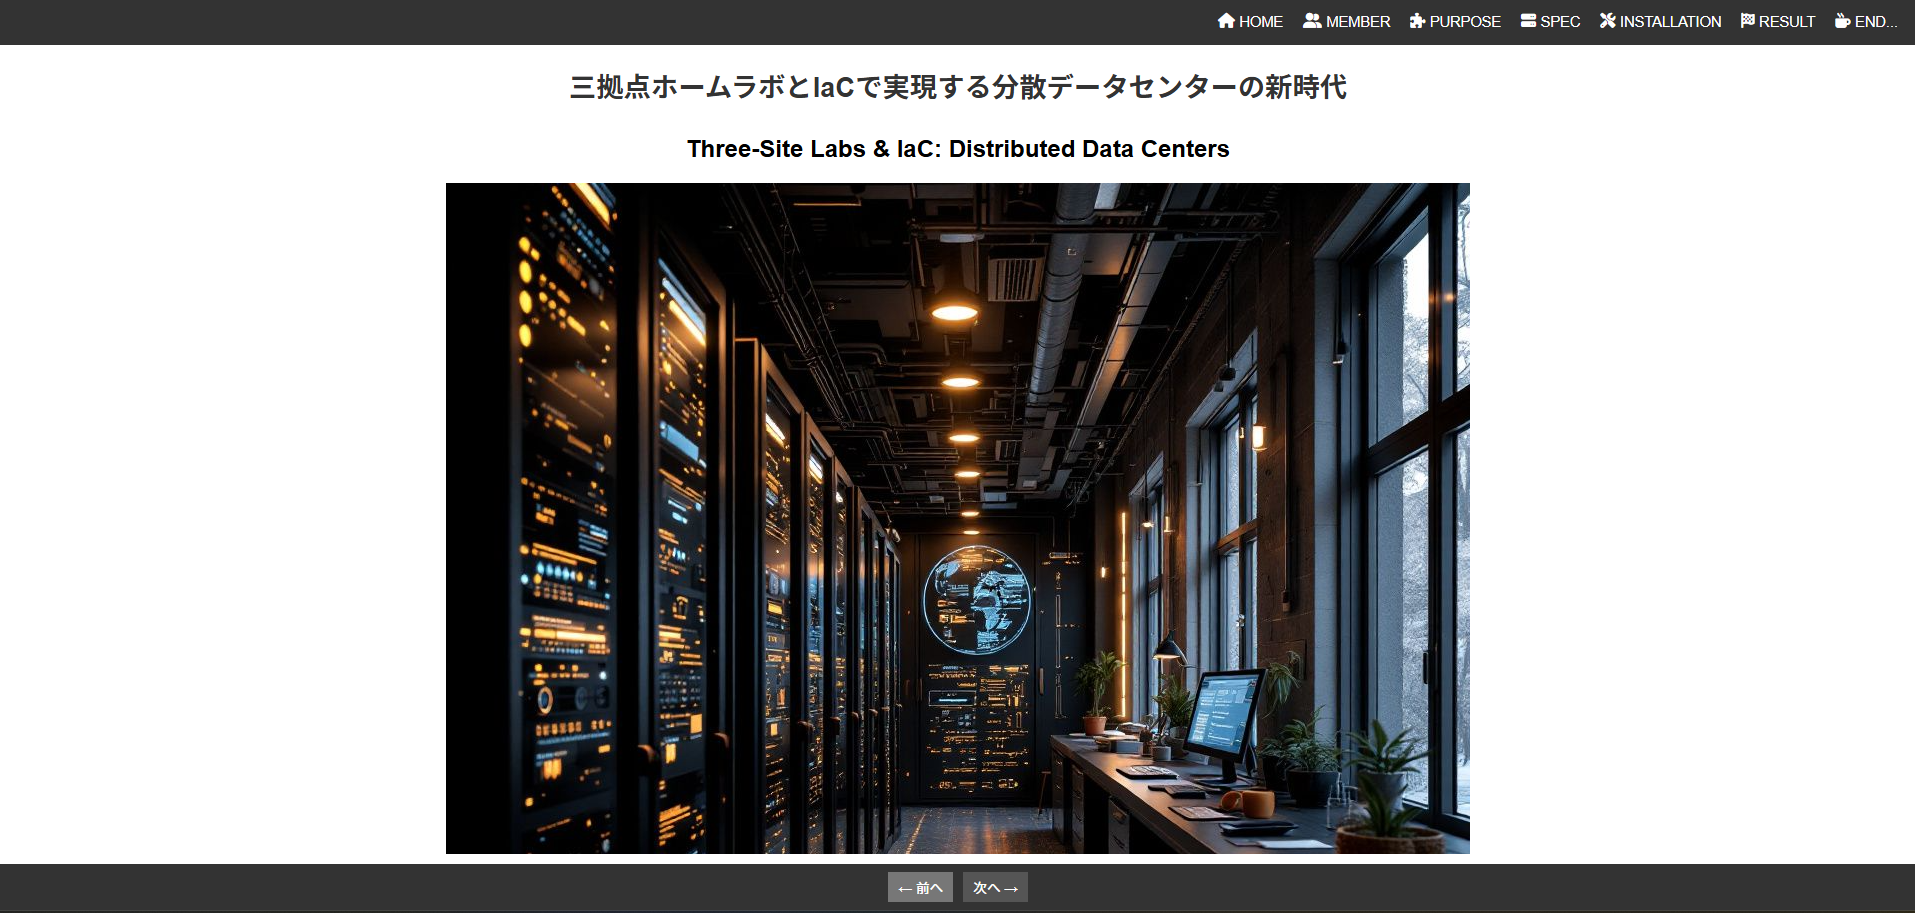 HOME MEMBER PURPOSE SPEC INSTALLATION RESULT END...
三拠点ホームラボとIaCで実現する分散データセンターの新時代
Three-Site Labs & IaC: Distributed Data Centers
← 前へ 次へ →